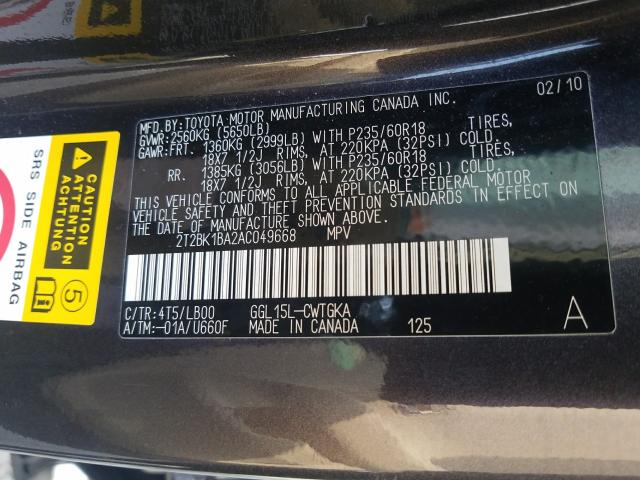 MFD.BY:TOYOTA MOTOR MANUFACTURING CANADA INC. 02/10
GVWR:2560KG (5650LB)
GAWR:FRT. 1360KG (2999LB) WITH P235/60R18 TIRES,
18X7 1/2J RIMS, AT 220KPA (32PSI) COLD.
RR. 1385KG (3056LB) WITH P235/60R18 TIRES,
18X7 1/2J RIMS, AT 220KPA (32PSI) COLD.
THIS VEHICLE CONFORMS TO ALL APPLICABLE FEDERAL MOTOR
VEHICLE SAFETY AND THEFT PREVENTION STANDARDS IN EFFECT ON
THE DATE OF MANUFACTURE SHOWN ABOVE.
2T2BK1BA2AC049668 MPV
C/TR:4T5/LB00 GGL15L-CWTGKA
A/TM:-01A/U660F MADE IN CANADA 125 A
SRS SIDE AIRBAG
CAUTION
ATTENTION
CUIDADO
5